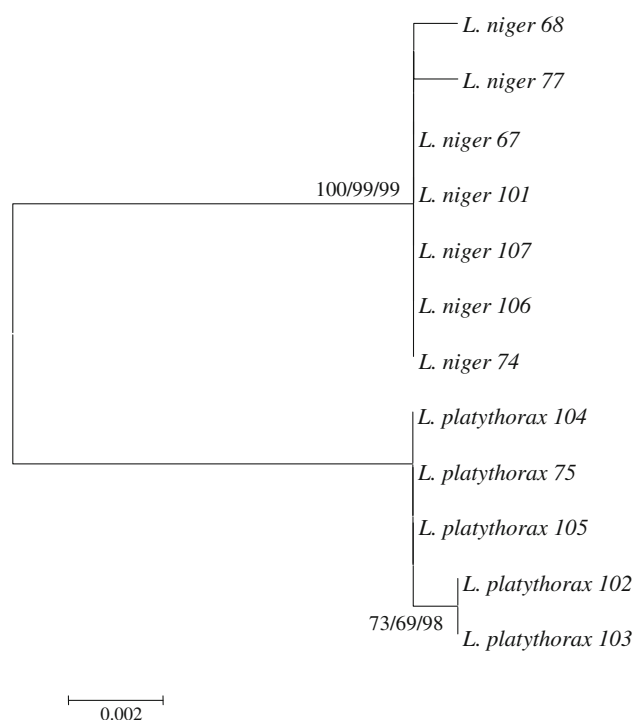 L. niger 68
L. niger 77
L. niger 67
100/99/99
L. niger 101
L. niger 107
L. niger 106
L. niger 74
L. platythorax 104
L. platythorax 75
L. platythorax 105
L. platythorax 102
73/69/98
L. platythorax 103
0.002